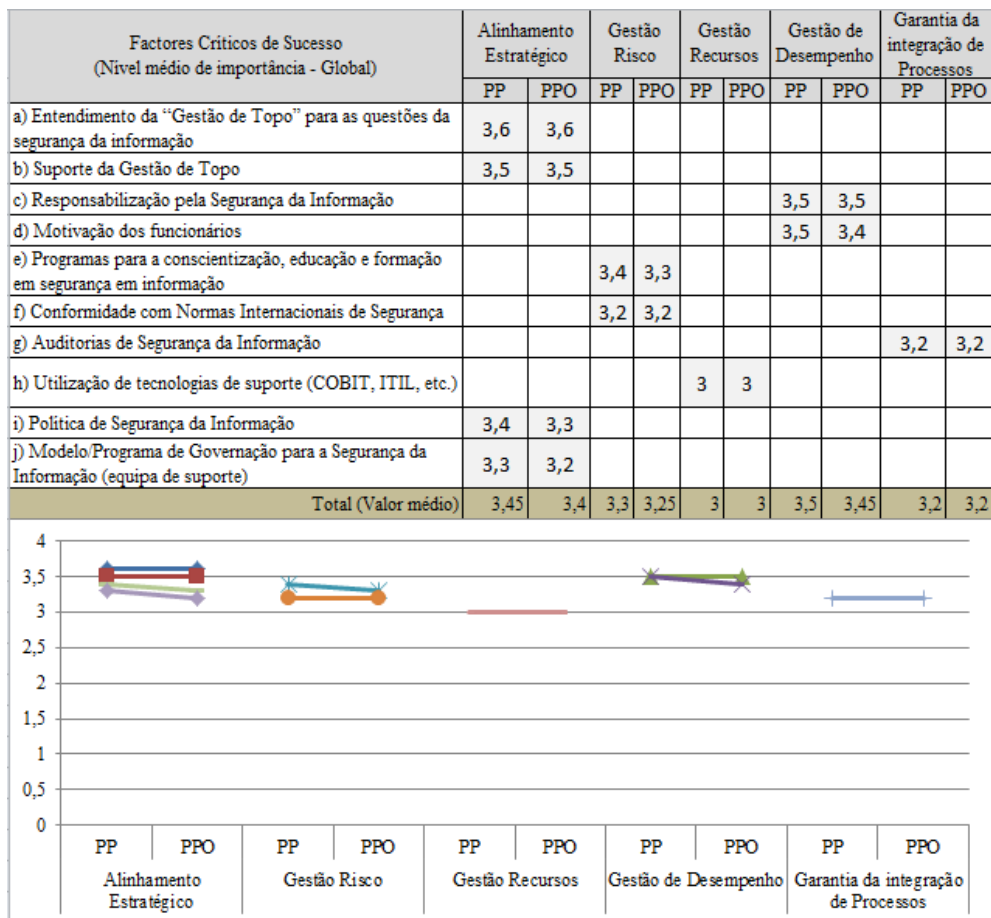 Factores Criticos de Sucesso
(Nivel médio de importância - Global)
Alinhamento
Estratégico
Gestão
Risco
Gestão
Recursos
Gestão de
Desempenho
Garantia da
integração de
Processos
PP PPO PP PPO PP PPO PP PPO PP PPO
a) Entendimento da “Gestão de Topo” para as questões da
segurança da informação
3,6 3,6
b) Suporte da Gestão de Topo 3,5 3,5
c) Responsabilização pela Segurança da Informação 3,5 3,5
d) Motivação dos funcionários 3,5 3,4
e) Programas para a conscientização, educação e formação
em segurança em informação
3,4 3,3
f) Conformidade com Normas Internacionais de Segurança 3,2 3,2
g) Auditorias de Segurança da Informação 3,2 3,2
h) Utilização de tecnologias de suporte (COBIT, ITIL, etc.) 3 3
i) Política de Segurança da Informação 3,4 3,3
j) Modelo/Programa de Governação para a Segurança da
Informação (equipa de suporte)
3,3 3,2
Total (Valor médio) 3,45 3,4 3,3 3,25 3 3 3,5 3,45 3,2 3,2
4
3,5
3
2,5
2
1,5
1
0,5
0
PP PPO PP PPO PP PPO PP PPO PP PPO
Alinhamento
Estratégico
Gestão Risco
Gestão Recursos
Gestão de Desempenho
Garantia da integração
de Processos